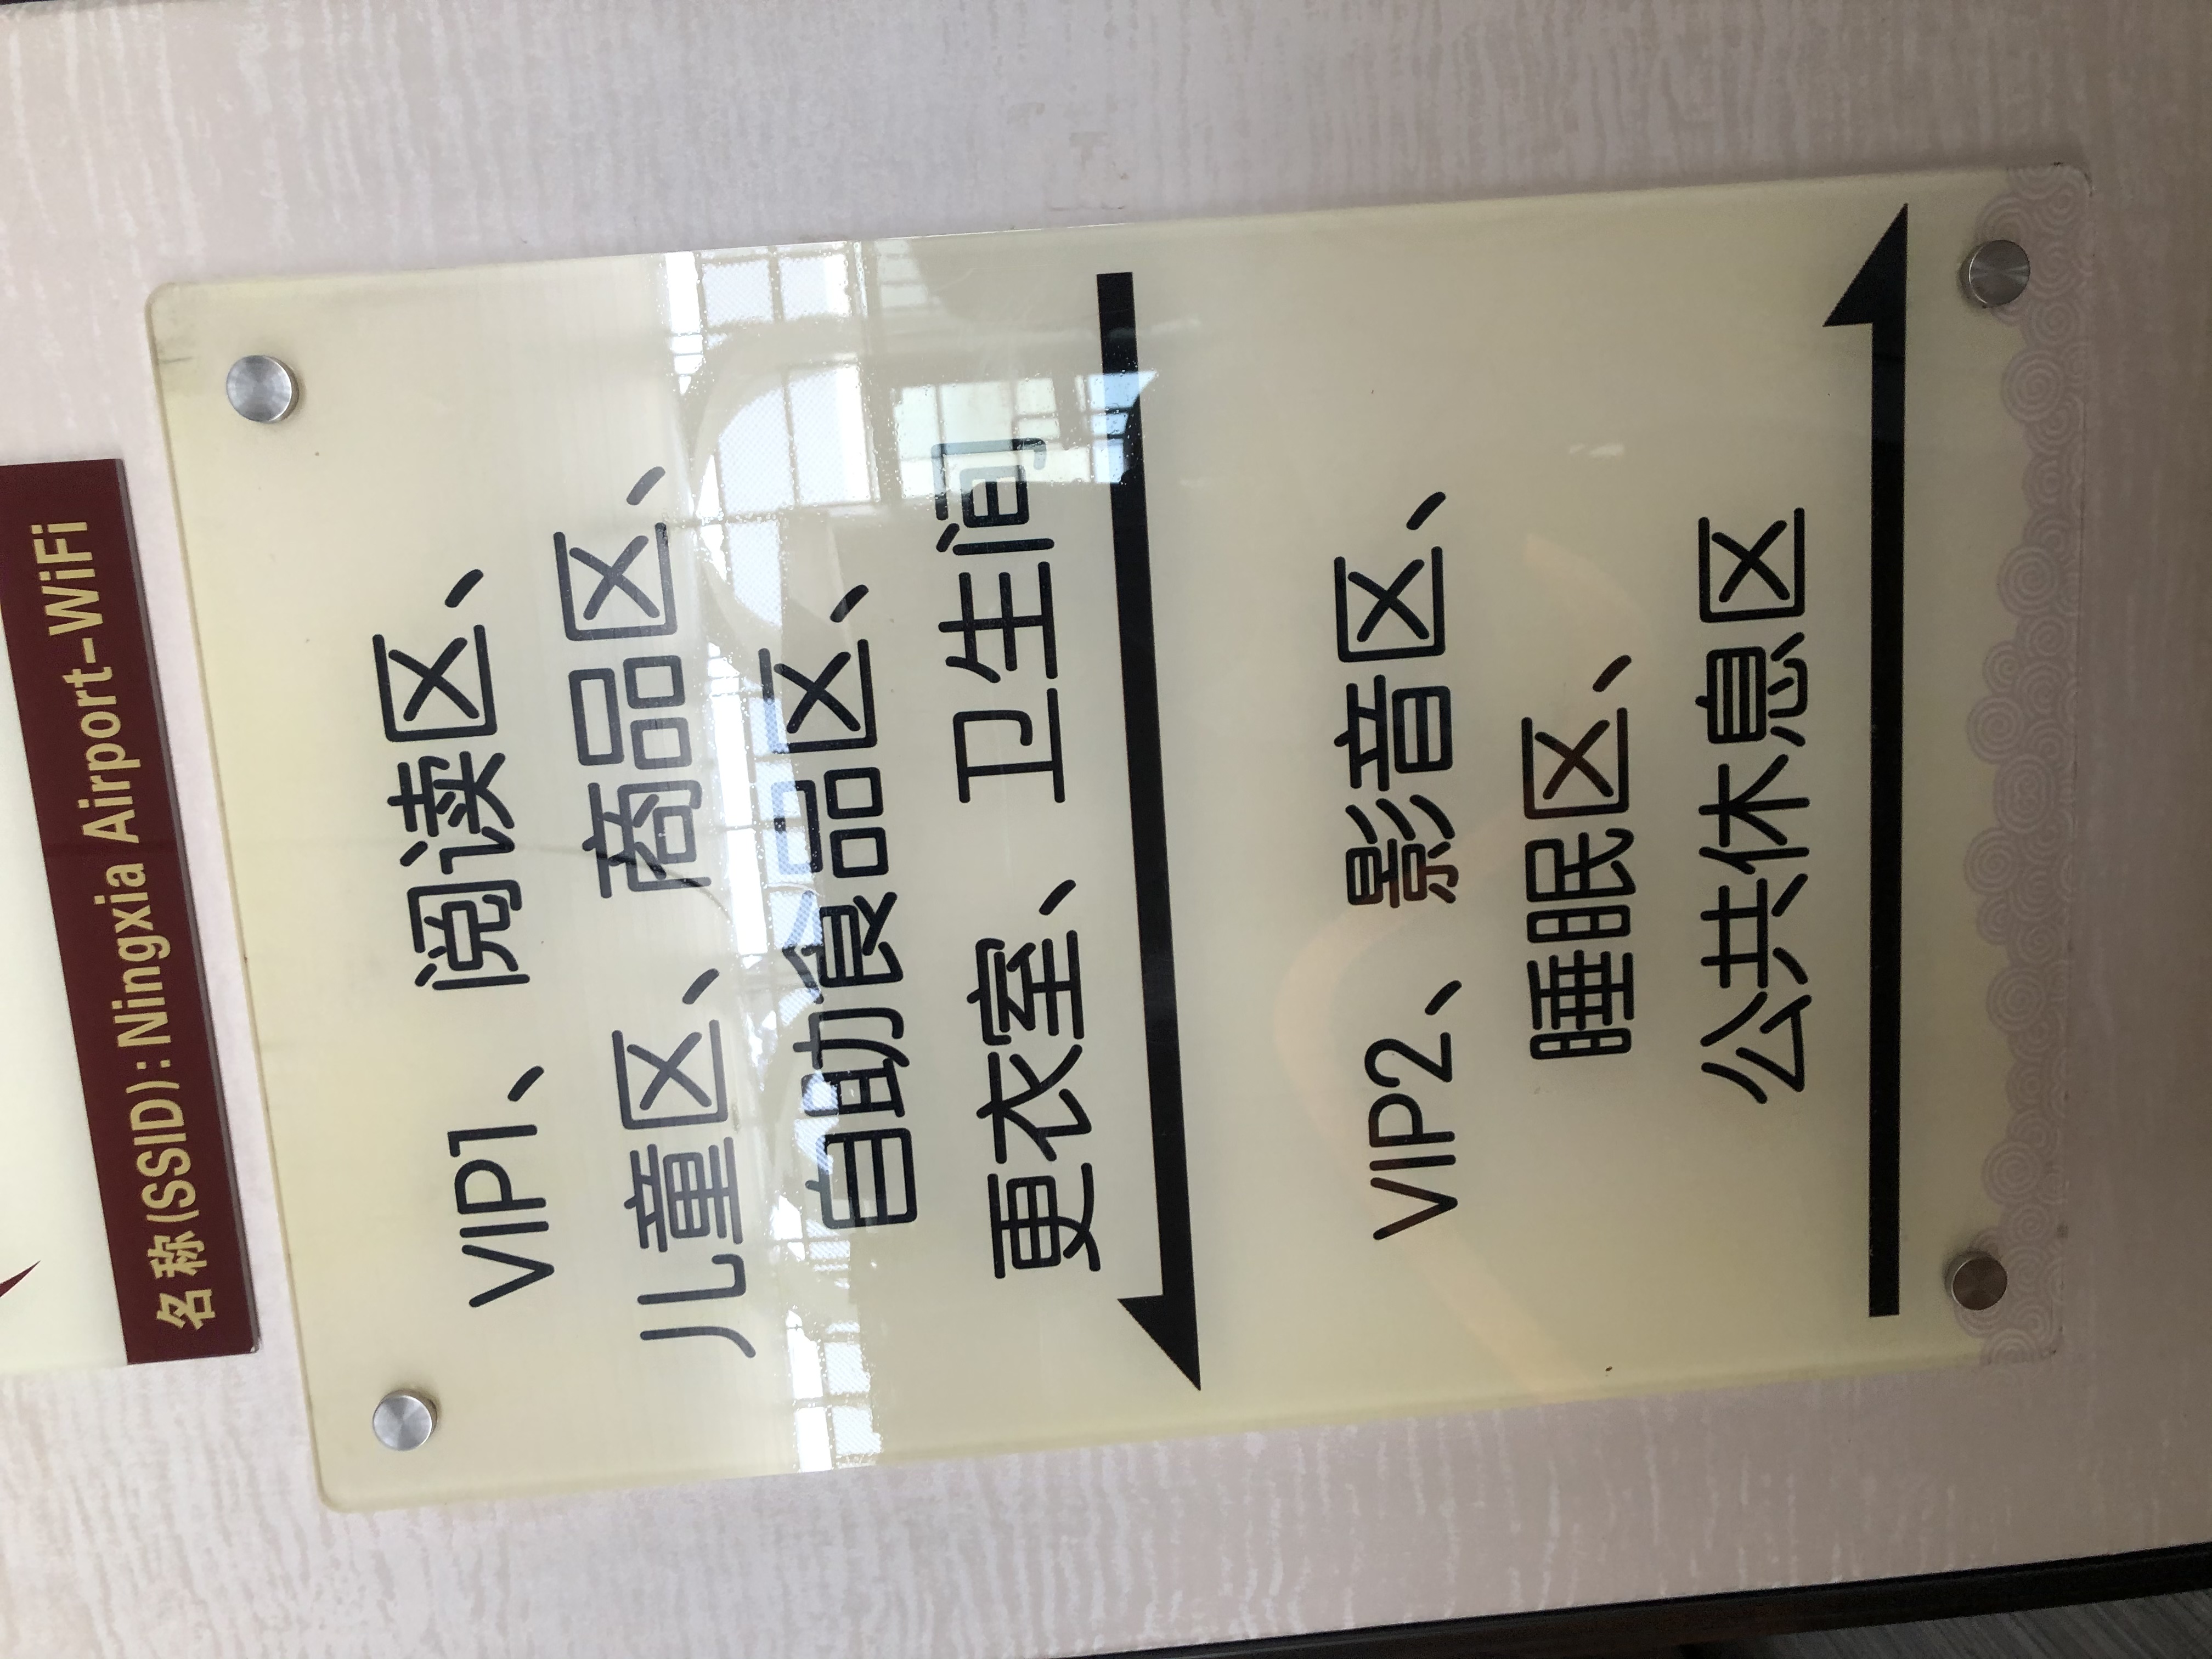 名 称(SSID): Ningxia Airport-WiFi
VIP1、阅读区、
儿童区、商品区、
自助食品区、
更衣室、卫生间
VIP2、影音区、
睡眠区、
公共休息区